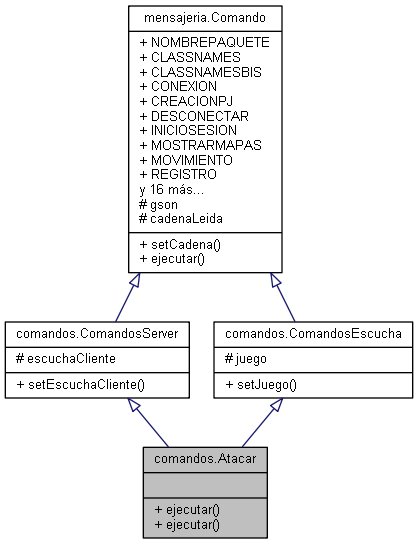 mensajeria.Comando
+ NOMBREPAQUETE
+ CLASSNAMES
+ CLASSNAMESBIS
+ CONEXION
+ CREACIONPJ
+ DESCONECTAR
+ INICIOSESION
+ MOSTRARMAPAS
+ MOVIMIENTO
+ REGISTRO
y 16 más...
# gson
# cadenaLeida
+ setCadena()
+ ejecutar()
comandos.ComandosServer
# escuchaCliente
+ setEscuchaCliente()
comandos.ComandosEscucha
# juego
+ setJuego()
comandos.Atacar
+ ejecutar()
+ ejecutar()